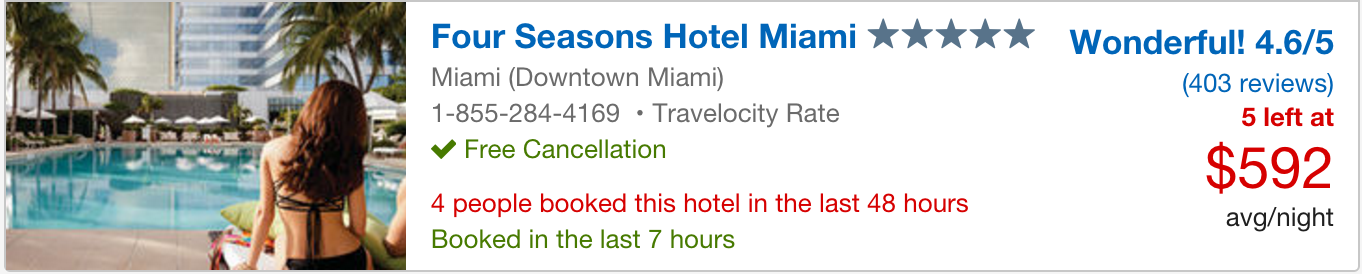 Four Seasons Hotel Miami
Miami (Downtown Miami)
1-855-284-4169 • Travelocity Rate
Free Cancellation
4 people booked this hotel in the last 48 hours
Booked in the last 7 hours
Wonderful! 4.6/5
(403 reviews)
5 left at
$592
avg/night